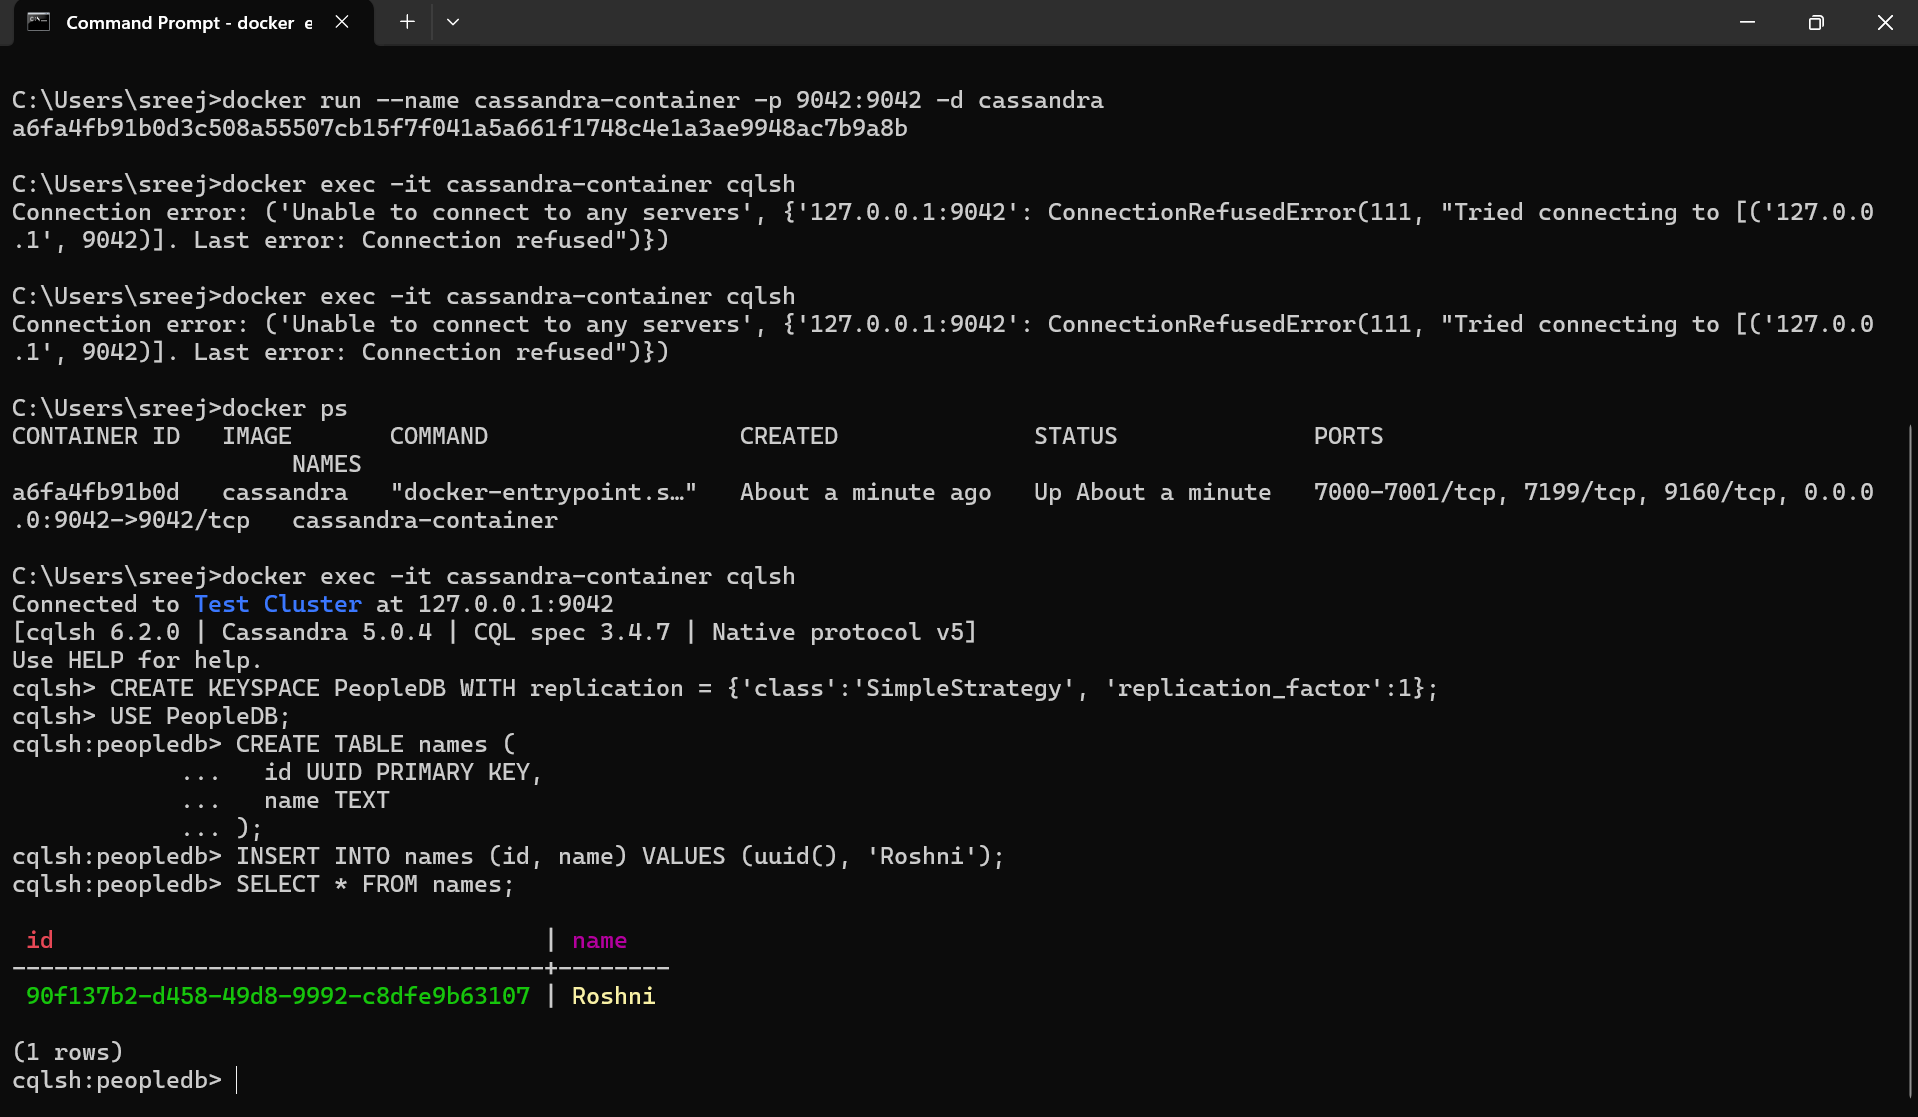 Command Prompt - docker e
C:\Users\sreej>docker run --name cassandra-container -p 9042:9042 -d cassandra
a6fa4fb91b0d3c508a55507cb15f7f041a5a661f1748c4e1a3ae9948ac7b9a8b
C:\Users\sreej>docker exec -it cassandra-container cqlsh
Connection error: ('Unable to connect to any servers', {'127.0.0.1:9042': ConnectionRefusedError(111, "Tried connecting to [('127.0.0
.1', 9042)]. Last error: Connection refused")})
C:\Users\sreej>docker exec -it cassandra-container cqlsh
Connection error: ('Unable to connect to any servers', {'127.0.0.1:9042': ConnectionRefusedError(111, "Tried connecting to [('127.0.0
.1', 9042)]. Last error: Connection refused")})
C:\Users\sreej>docker ps
CONTAINER ID   IMAGE       COMMAND                  CREATED              STATUS              PORTS
                    NAMES
a6fa4fb91b0d   cassandra   "docker-entrypoint.s…"   About a minute ago   Up About a minute   7000-7001/tcp, 7199/tcp, 9160/tcp, 0.0.0
.0:9042->9042/tcp   cassandra-container
C:\Users\sreej>docker exec -it cassandra-container cqlsh
Connected to Test Cluster at 127.0.0.1:9042
[cqlsh 6.2.0 | Cassandra 5.0.4 | CQL spec 3.4.7 | Native protocol v5]
Use HELP for help.
cqlsh> CREATE KEYSPACE PeopleDB WITH replication = {'class':'SimpleStrategy', 'replication_factor':1};
cqlsh> USE PeopleDB;
cqlsh:peopledb> CREATE TABLE names (
            ...   id UUID PRIMARY KEY,
            ...   name TEXT
            ... );
cqlsh:peopledb> INSERT INTO names (id, name) VALUES (uuid(), 'Roshni');
cqlsh:peopledb> SELECT * FROM names;
 id                                   | name
--------------------------------------+--------
 90f137b2-d458-49d8-9992-c8dfe9b63107 | Roshni
(1 rows)
cqlsh:peopledb>